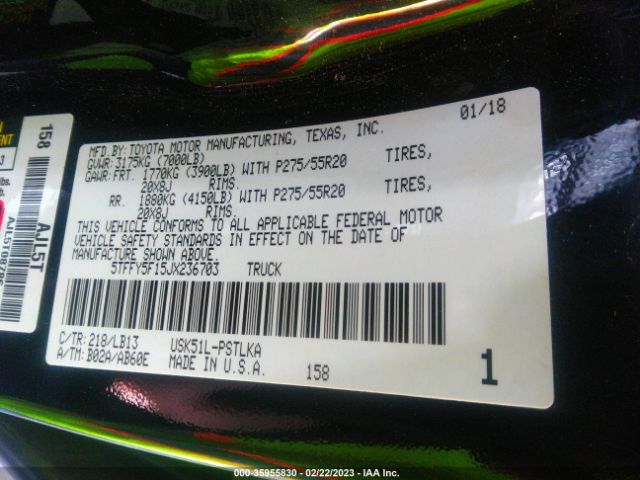 01/18
MFD.BY:TOYOTA MOTOR MANUFACTURING, TEXAS, INC.
GVWR:3175KG (7000LB)
GAWR:FRT. 1770KG (3900LB) WITH P275/55R20 TIRES,
20X8J RIMS.
RR. 1880KG (4150LB) WITH P275/55R20 TIRES,
20X8J RIMS.
THIS VEHICLE CONFORMS TO ALL APPLICABLE FEDERAL MOTOR
VEHICLE SAFETY STANDARDS IN EFFECT ON THE DATE OF
MANUFACTURE SHOWN ABOVE.
5TFFY5F15JX236703 TRUCK
C/TR:218/LB13 USK51L-PSTLKA
A/TM:B02A/AB60E MADE IN U.S.A. 158 1
158
AJL5T
000-35955830 - 02/22/2023 - IAA Inc.